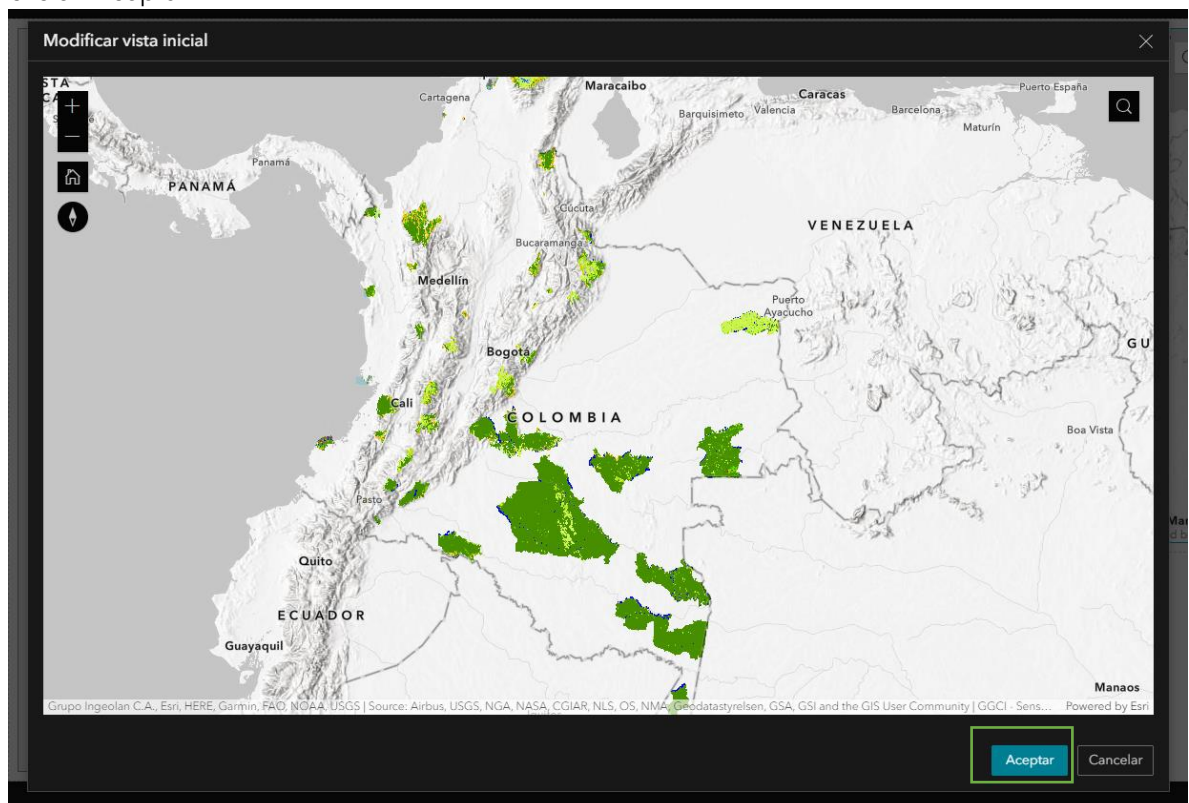 Modificar vista inicial
Cartagena
Maracaibo
Caracas
Puerto España
Barquisimeto
Valencia
Barcelona
Maturín
Panamá
PANAMÁ
Cúcuta
VENEZUELA
Bucaramanga
Medellín
Puerto
Ayacucho
Bogotá
GU
Cali
COLOMBIA
Boa Vista
Pasto
Quito
ECUADOR
Guayaquil
Manaos
Grupo Ingeolan C.A., Esri, HERE, Garmin, FAO, NOAA, USGS | Source: Airbus, USGS, NGA, NASA, CGIAR, NLS, OS, NMA, Geodatastyrelsen, GSA, GSI and the GIS User Community | GGCI - Sens... Powered by Esri
Aceptar Cancelar